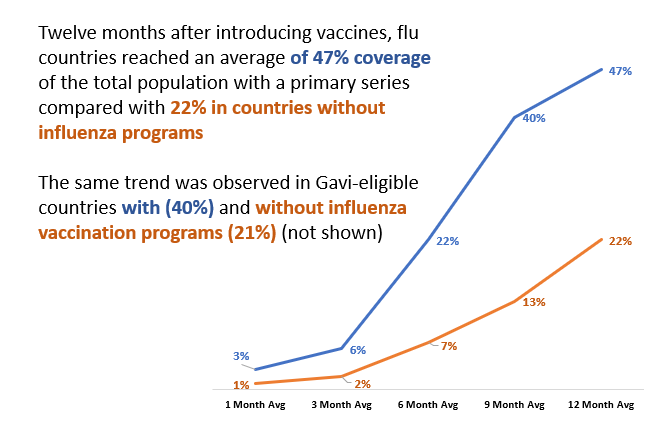 Twelve months after introducing vaccines, flu
countries reached an average of 47% coverage
of the total population with a primary series
compared with 22% in countries without
influenza programs
The same trend was observed in Gavi-eligible
countries with (40%) and without influenza
vaccination programs (21%) (not shown)
47%
40%
22%
22%
13%
7%
3%
6%
1%
2%
1 Month Avg
3 Month Avg
6 Month Avg
9 Month Avg
12 Month Avg